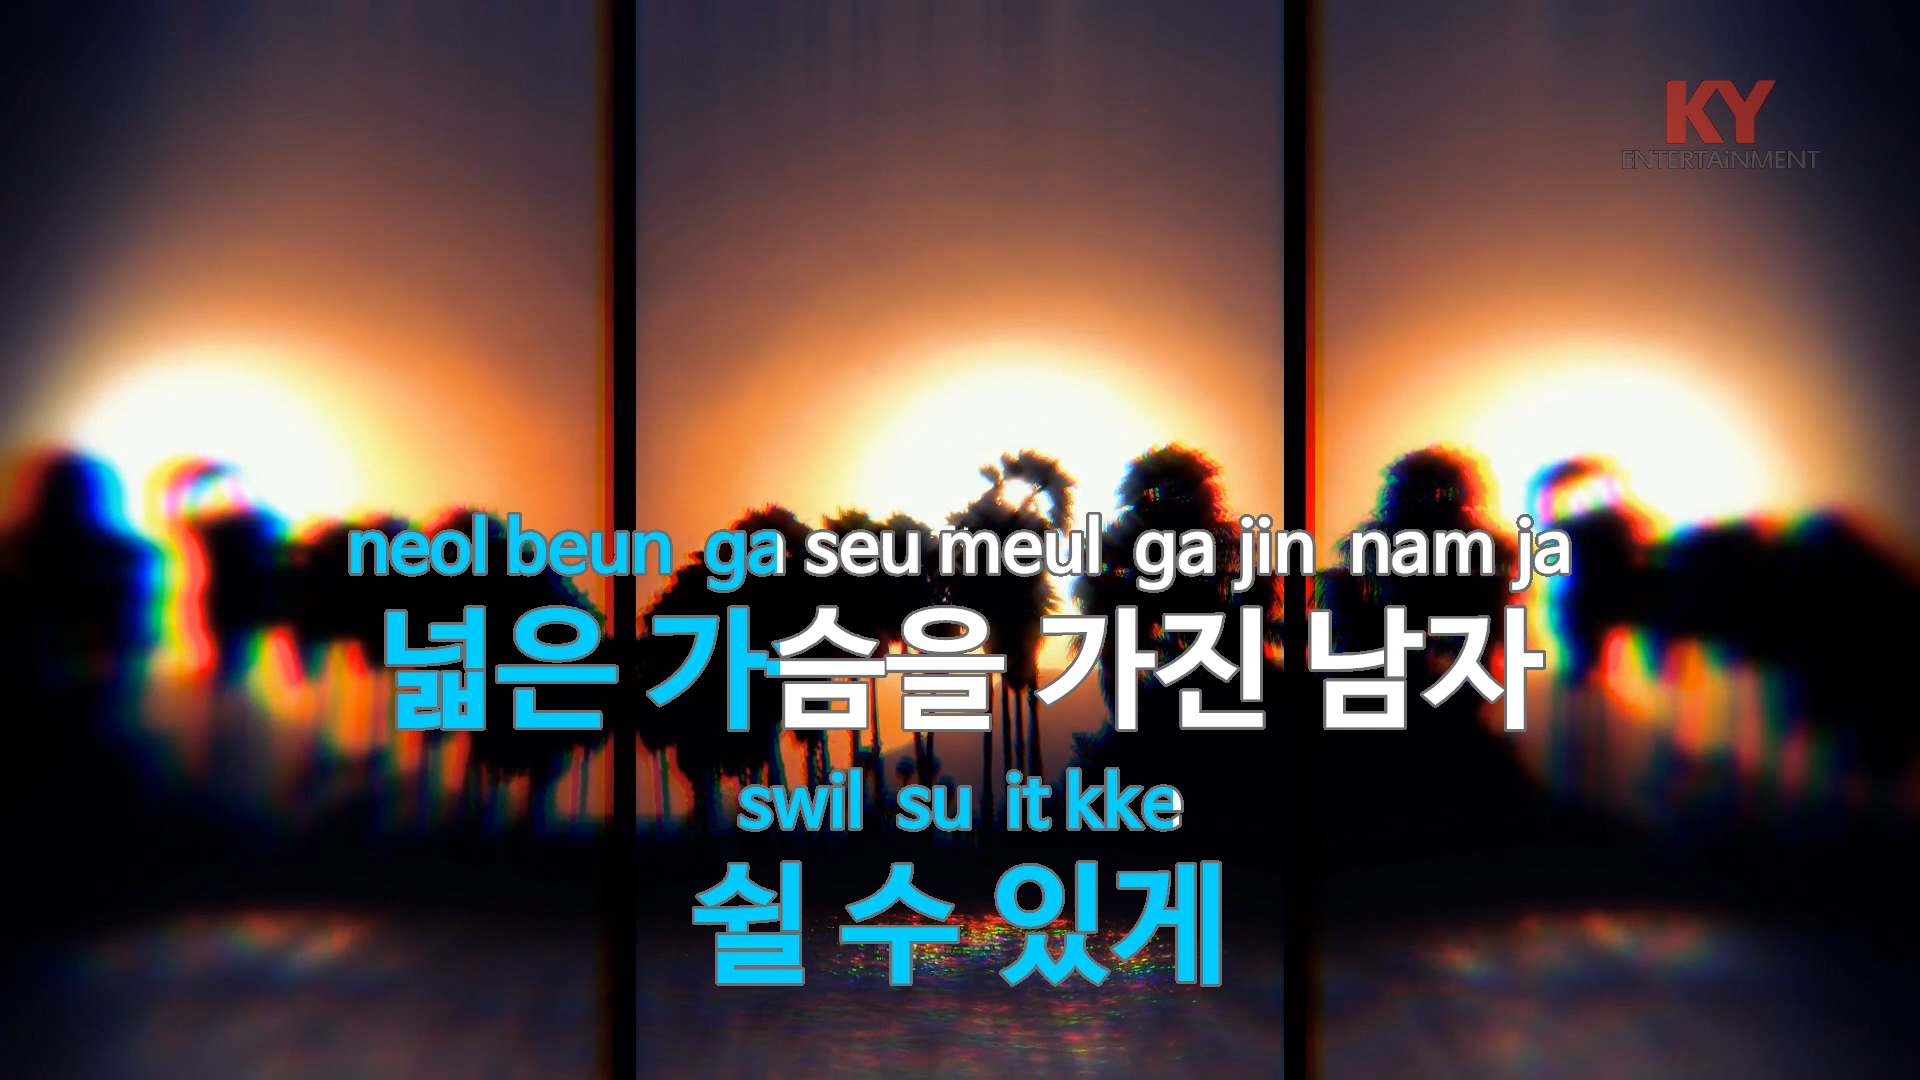 KY
ENTERTAiNMENT
neol beun ga seu meul ga jin nam ja
넓은 가슴을 가진 남자
swil su it kke
쉴 수 있게